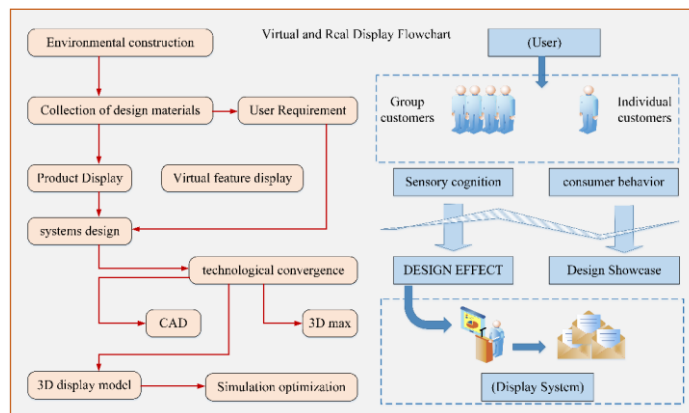 Virtual and Real Display Flowchart
Environmental construction
Collection of design materials
User Requirement
Product Display
Virtual feature display
systems design
technological convergence
CAD
3D max
3D display model
Simulation optimization
(User)
Group
customers
Individual
customers
Sensory cognition
consumer behavior
DESIGN EFFECT
Design Showcase
(Display System)